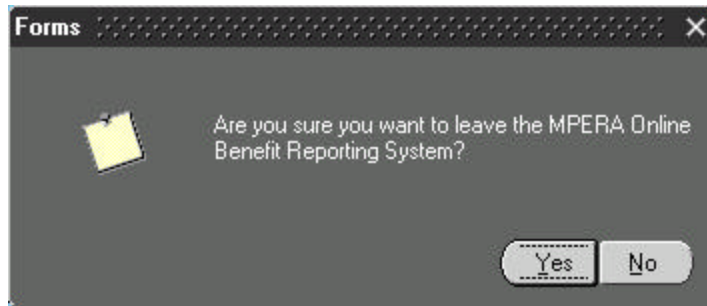 Forms
Are you sure you want to leave the MPERA Online
Benefit Reporting System?
Yes No